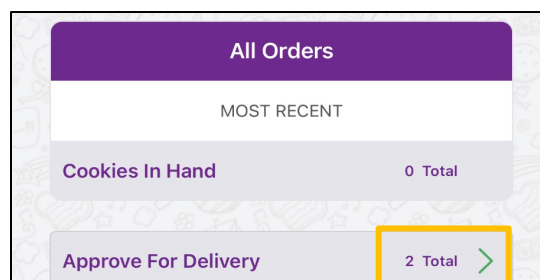 All Orders
MOST RECENT
Cookies In Hand 0 Total
Approve For Delivery 2 Total